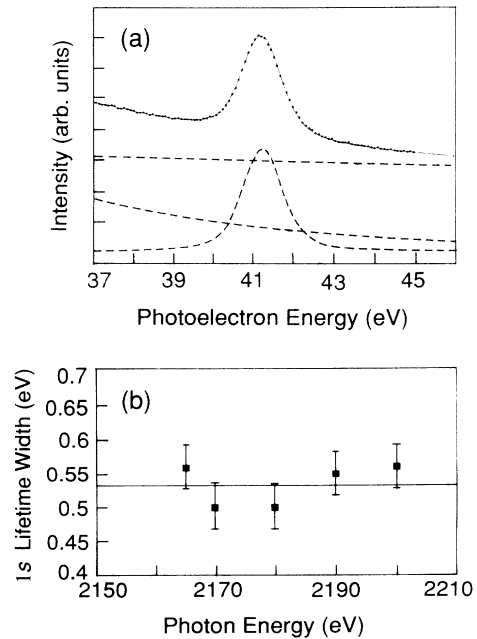 (a)
Intensity (arb. units)
37 39 41 43 45
Photoelectron Energy (eV)
(b)
1s Lifetime Width (eV)
0.7
0.65
0.6
0.55
0.5
0.45
0.4
2150 2170 2190 2210
Photon Energy (eV)